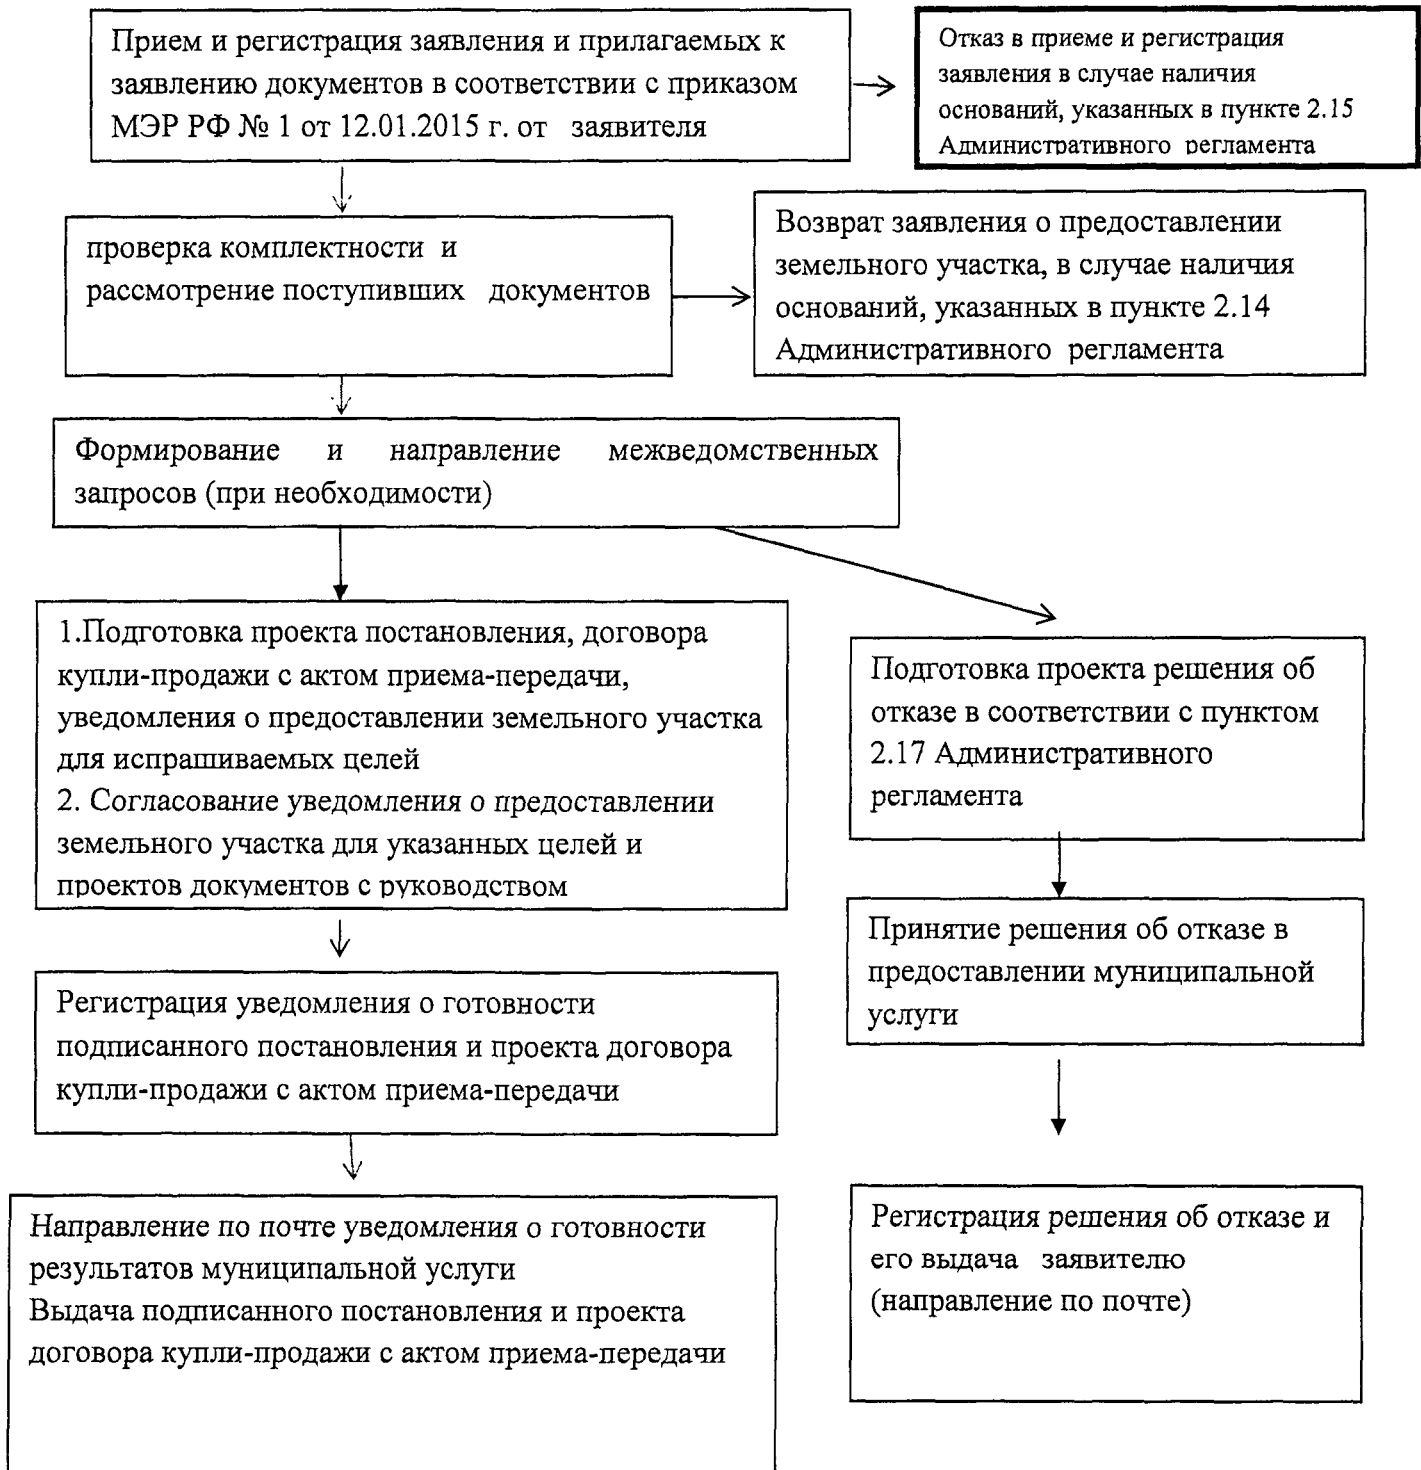 Прием и регистрация заявления и прилагаемых к
заявлению документов в соответствии с приказом
МЭР РФ № 1 от 12.01.2015 г. от заявителя
Отказ в приеме и регистрация
заявления в случае наличия
оснований, указанных в пункте 2.15
Административного регламента
проверка комплектности и
рассмотрение поступивших документов
Возврат заявления о предоставлении
земельного участка, в случае наличия
оснований, указанных в пункте 2.14
Административного регламента
Формирование и направление межведомственных
запросов (при необходимости)
1.Подготовка проекта постановления, договора
купли-продажи с актом приема-передачи,
уведомления о предоставлении земельного участка
для испрашиваемых целей
2. Согласование уведомления о предоставлении
земельного участка для указанных целей и
проектов документов с руководством
Подготовка проекта решения об
отказе в соответствии с пунктом
2.17 Административного
регламента
Принятие решения об отказе в
предоставлении муниципальной
услуги
Регистрация уведомления о готовности
подписанного постановления и проекта договора
купли-продажи с актом приема-передачи
Направление по почте уведомления о готовности
результатов муниципальной услуги
Выдача подписанного постановления и проекта
договора купли-продажи с актом приема-передачи
Регистрация решения об отказе и
его выдача заявителю
(направление по почте)